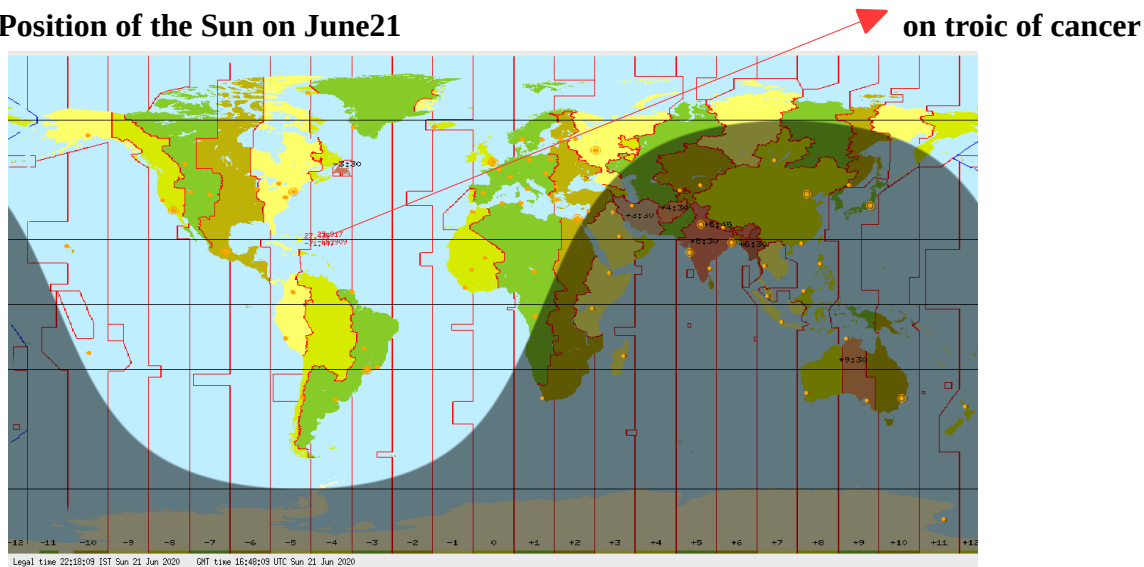 Position of the Sun on June21
on troic of cancer
-3:30
+3:30
+4:30
+5:45
+5:30
+6:30
+9:30
-12 -11 -10 -9 -8 -7 -6 -5 -4 -3 -2 -1 0 +1 +2 +3 +4 +5 +6 +7 +8 +9 +10 +11 +12
Legal time 22:18:09 IST Sun 21 Jun 2020 GMT time 16:48:09 UTC Sun 21 Jun 2020